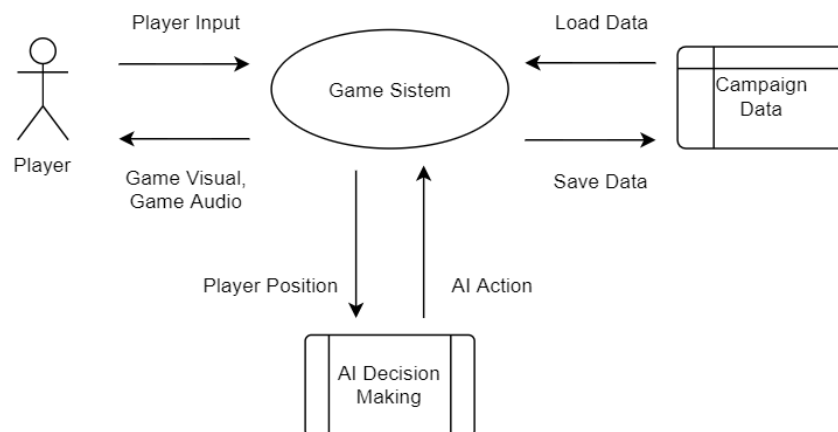 Player Input
Load Data
Game Sistem
Campaign
Data
Player
Game Visual,
Game Audio
Save Data
Player Position
AI Action
AI Decision
Making